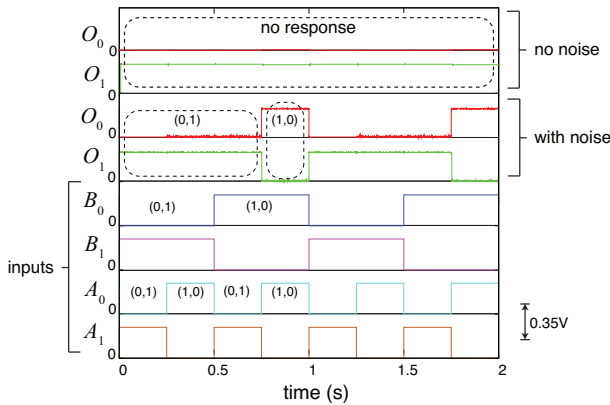 no response
O0 0
no noise
O1 0
O0 0
(0,1) (1,0)
with noise
O1 0
B0 0
(0,1) (1,0)
inputs
B1 0
A0 0
(0,1) (1,0) (0,1) (1,0)
A1 0
0.35V
0 0.5 1 1.5 2
time (s)